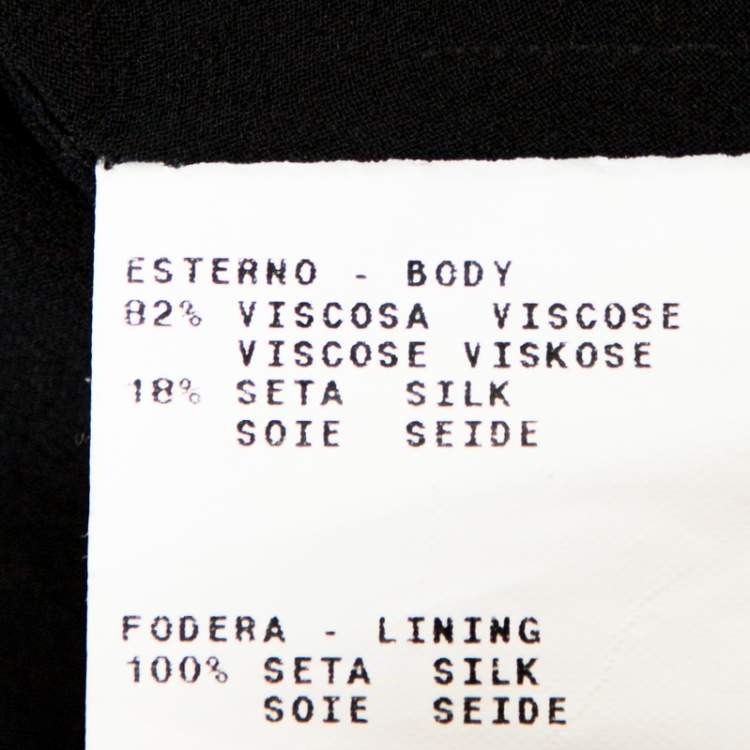 ESTERNO - BODY
82% VISCOSA VISCOSE
VISCOSE VISKOSE
18% SETA SILK
SOIE SEIDE
FODERA - LINING
100% SETA SILK
SOIE SEIDE